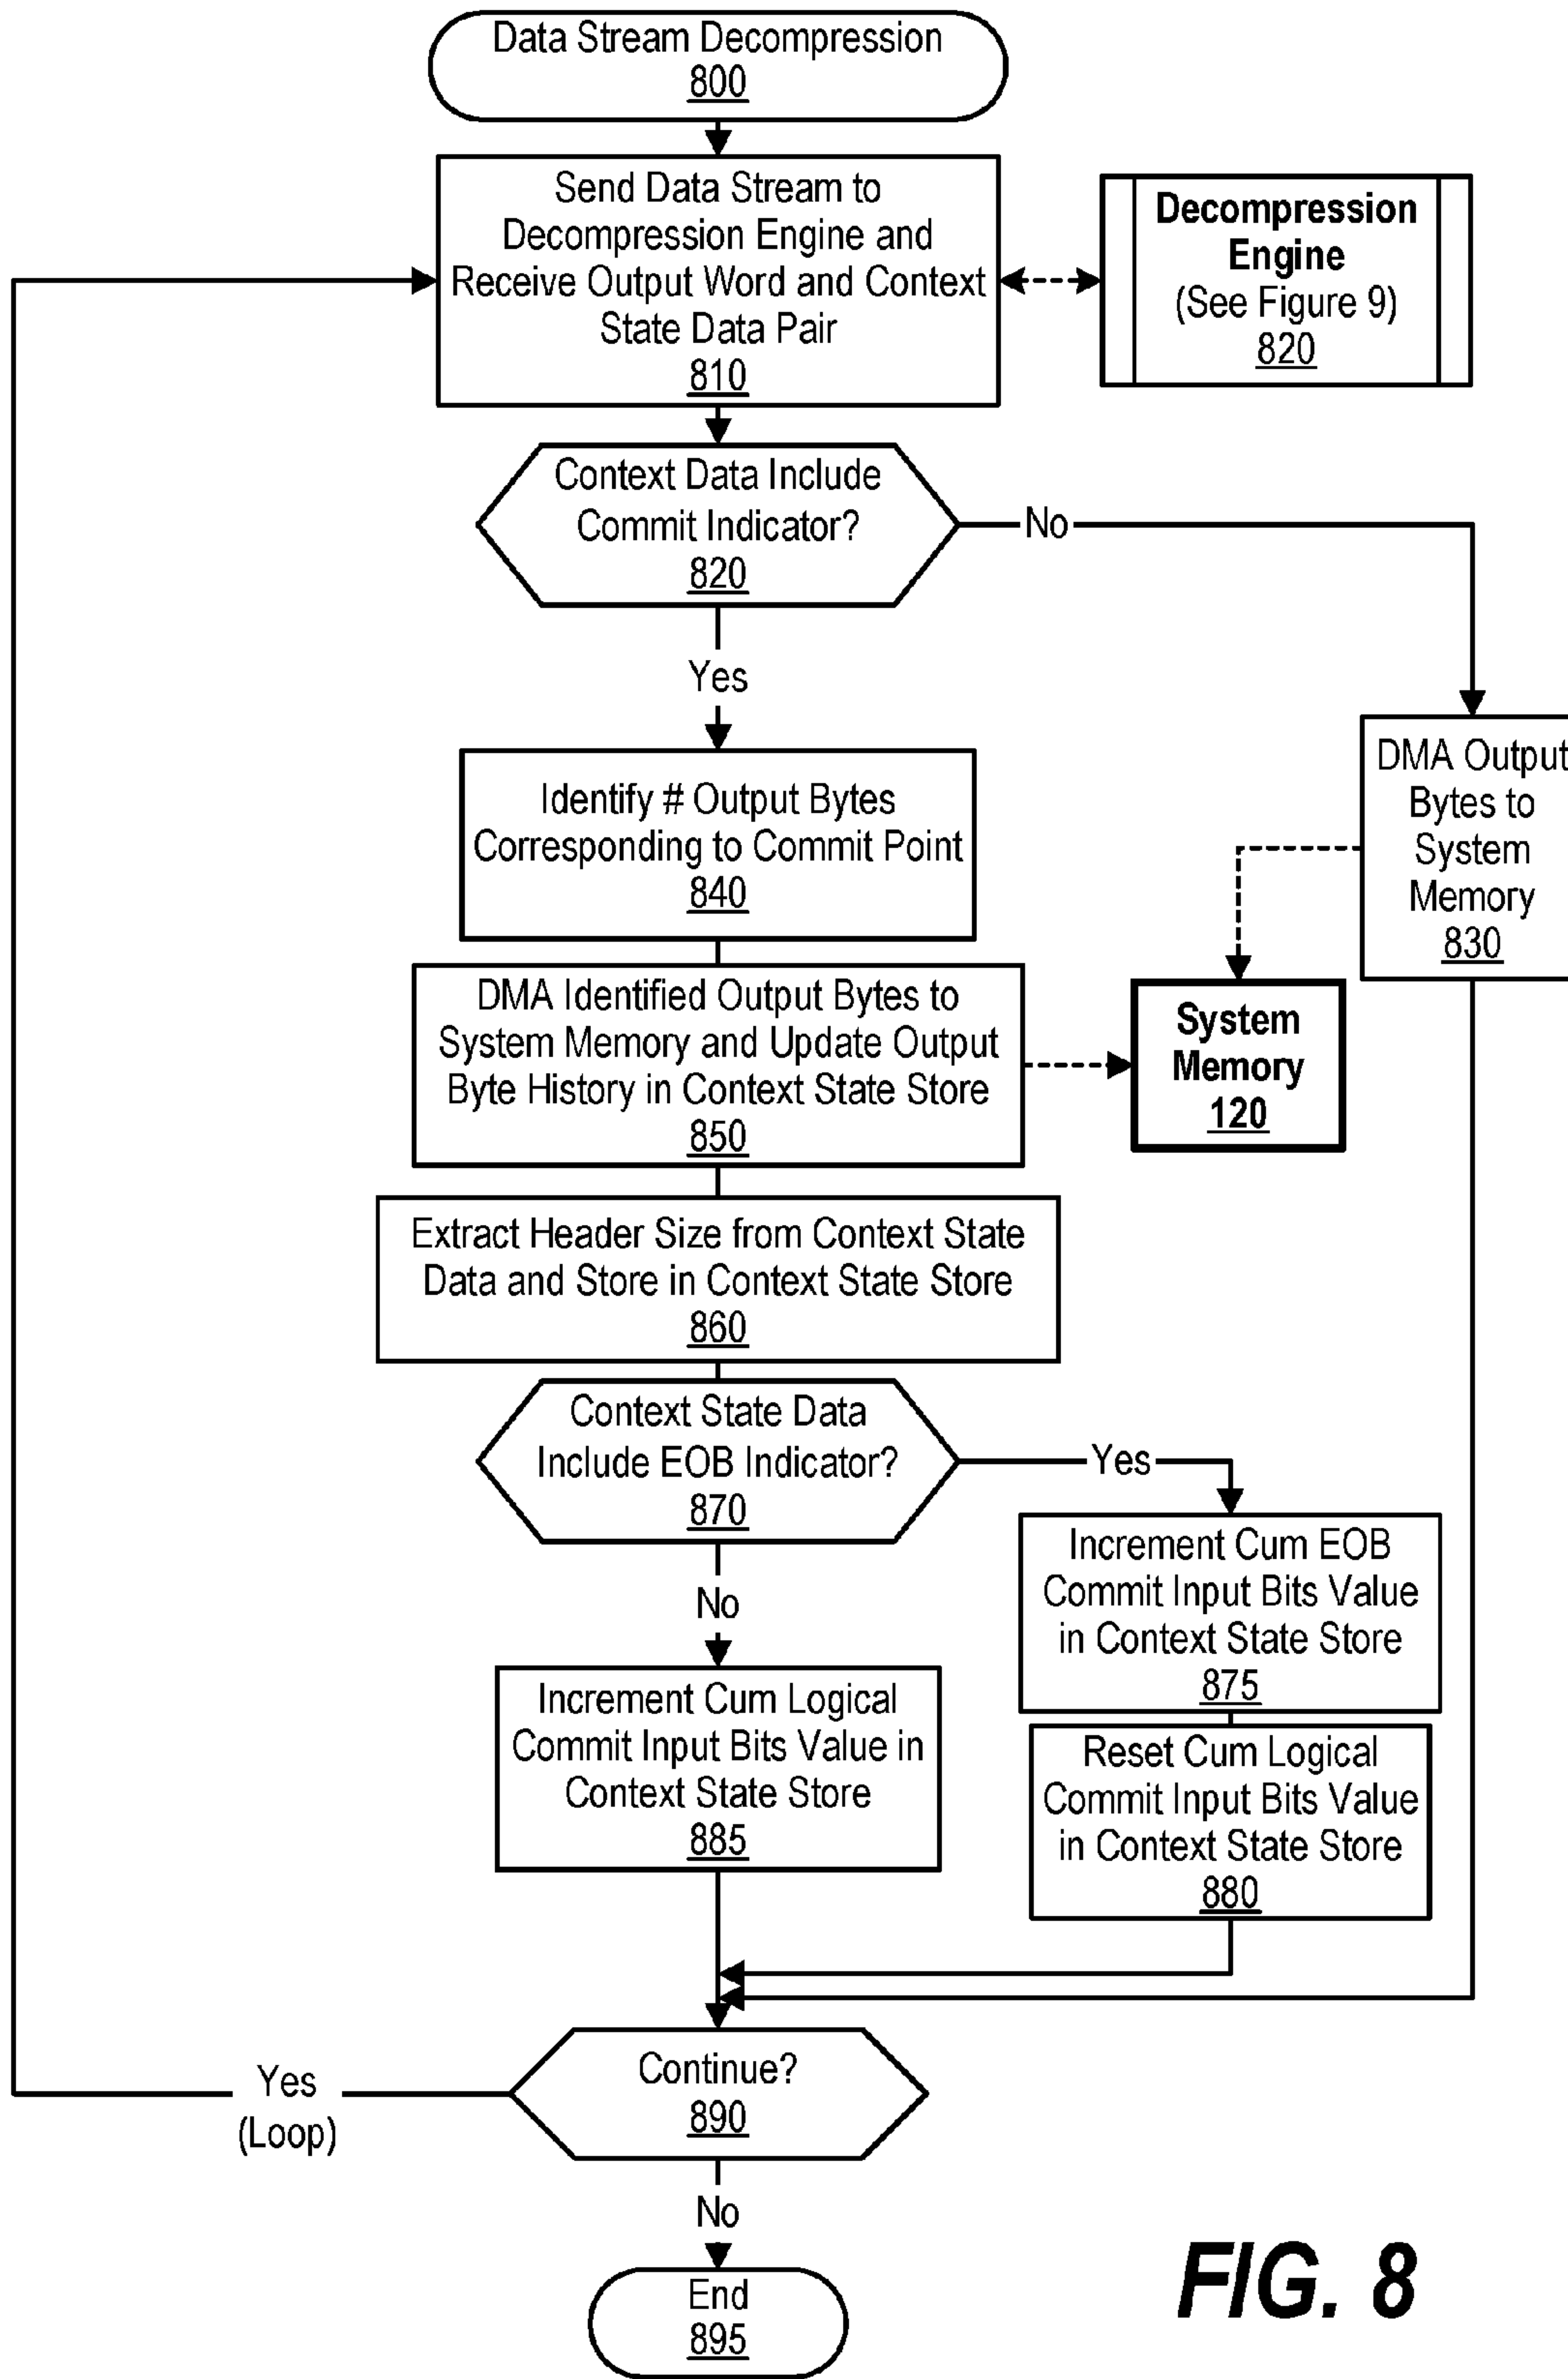 Data Stream Decompression
800
Send Data Stream to
Decompression Engine and
Receive Output Word and Context
State Data Pair
810
Decompression
Engine
(See Figure 9)
820
Context Data Include
Commit Indicator?
820
No
Yes
Identify # Output Bytes
Corresponding to Commit Point
840
DMA Output
Bytes to
System
Memory
830
DMA Identified Output Bytes to
System Memory and Update Output
Byte History in Context State Store
850
System
Memory
120
Extract Header Size from Context State
Data and Store in Context State Store
860
Context State Data
Include EOB Indicator?
870
Yes
No
Increment Cum EOB
Commit Input Bits Value
in Context State Store
875
Increment Cum Logical
Commit Input Bits Value in
Context State Store
885
Reset Cum Logical
Commit Input Bits Value
in Context State Store
880
Continue?
890
Yes
(Loop)
No
End
895
FIG. 8